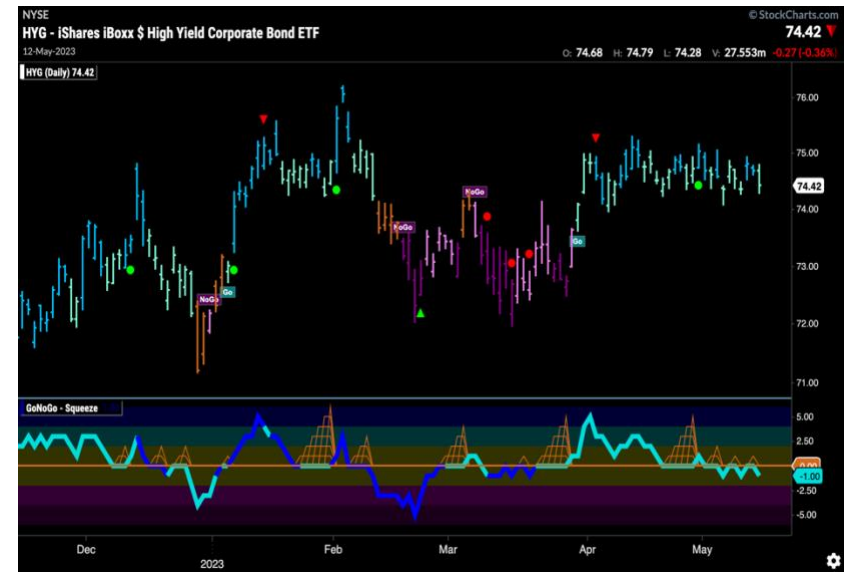 NYSE
© StockCharts.com
HYG - iShares iBoxx $ High Yield Corporate Bond ETF
74.42
12-May-2023
O: 74.68 H: 74.79 L: 74.28 V: 27.553m -0.27 (-0.36%)
HYG (Daily) 74.42
76.00
75.00
74.42
74.00
73.00
72.00
71.00
NoGo
NoGo
Go
Go
NoGo
Go
GoNoGo - Squeeze
5.00
2.50
0.00
-1.00
-2.50
-5.00
Dec
Feb
Mar
Apr
May
2023